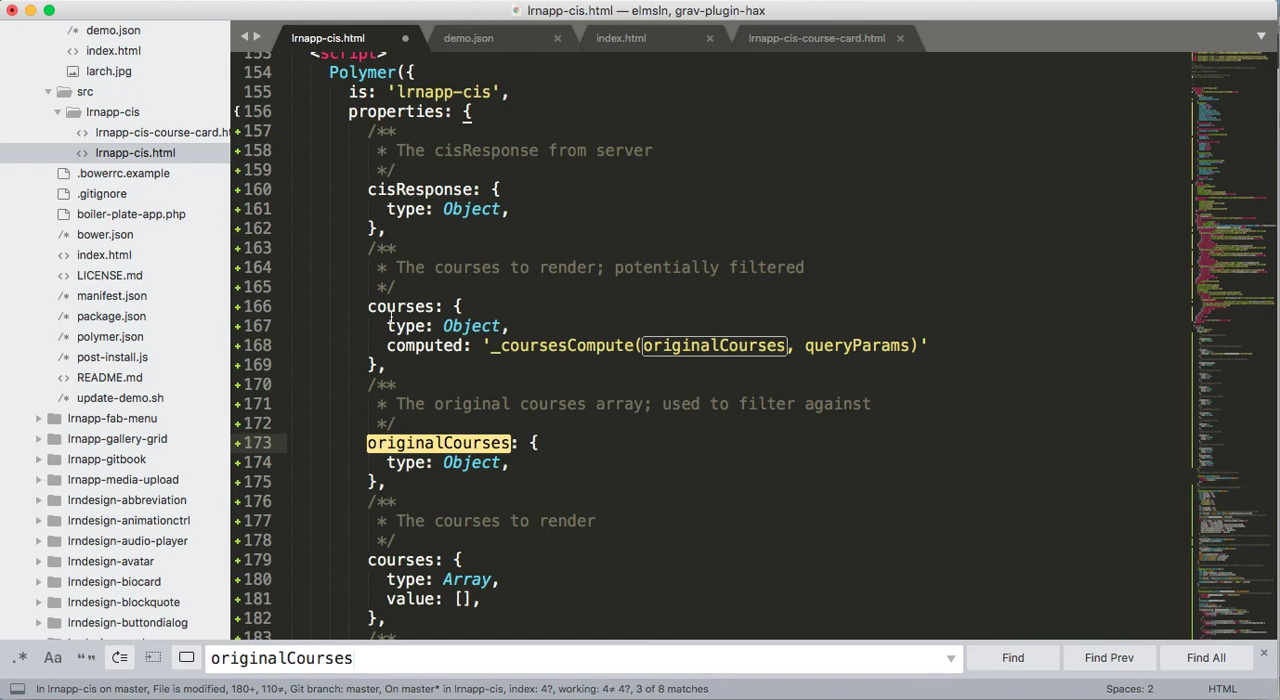 lrnapp-cis.html — elmsln, grav-plugin-hax
demo.json
index.html
larch.jpg
src
lrnapp-cis
lrnapp-cis-course-card.h
lrnapp-cis.html
.bowerrc.example
.gitignore
boiler-plate-app.php
bower.json
index.html
LICENSE.md
manifest.json
package.json
polymer.json
post-install.js
README.md
update-demo.sh
lrnapp-fab-menu
lrnapp-gallery-grid
lrnapp-gitbook
lrnapp-media-upload
lrndesign-abbreviation
lrndesign-animationctrl
lrndesign-audio-player
lrndesign-avatar
lrndesign-biocard
lrndesign-blockquote
lrndesign-buttondialog
lrnapp-cis.html
demo.json
index.html
lrnapp-cis-course-card.html
153 <script>
154 Polymer({
155 is: 'lrnapp-cis',
156 properties: {
157 /**
158 * The cisResponse from server
159 */
160 cisResponse: {
161 type: Object,
162 },
163 /**
164 * The courses to render; potentially filtered
165 */
166 courses: {
167 type: Object,
168 computed: '_coursesCompute(originalCourses, queryParams)'
169 },
170 /**
171 * The original courses array; used to filter against
172 */
173 originalCourses: {
174 type: Object,
175 },
176 /**
177 * The courses to render
178 */
179 courses: {
180 type: Array,
181 value: [],
182 },
183 /**
.* Aa “”
originalCourses
Find
Find Prev
Find All
In lrnapp-cis on master, File is modified, 180+, 110≠, Git branch: master, On master* in lrnapp-cis, index: 4?, working: 4≠ 4?, 3 of 8 matches
Spaces: 2
HTML